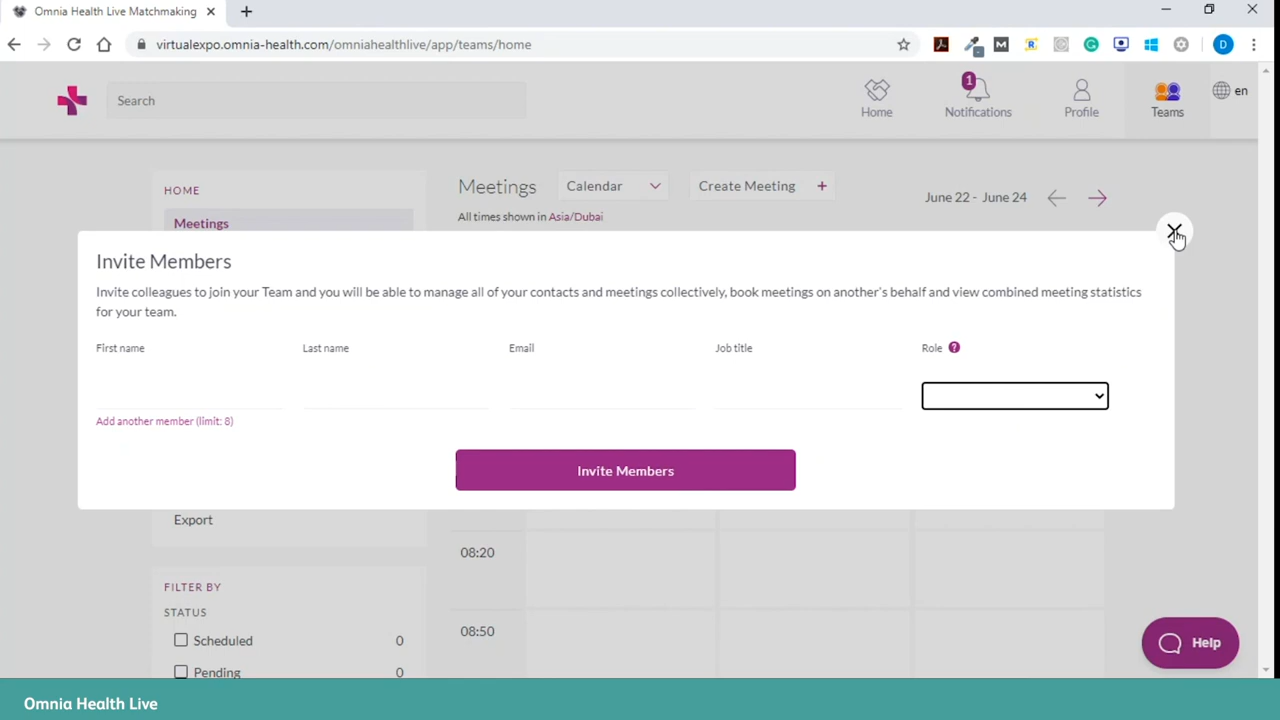 Omnia Health Live Matchmaking
virtualexpo.omnia-health.com/omniahealthlive/app/teams/home
D
Search
Home
1
Notifications
Profile
Teams
en
HOME
Meetings
Meetings
Calendar
Create Meeting +
June 22 - June 24
All times shown in Asia/Dubai
Invite Members
Invite colleagues to join your Team and you will be able to manage all of your contacts and meetings collectively, book meetings on another's behalf and view combined meeting statistics
for your team.
First name
Last name
Email
Job title
Role ?
Add another member (limit: 8)
Invite Members
Export
FILTER BY
STATUS
Scheduled 0
Pending 0
08:20
08:50
Help
Omnia Health Live